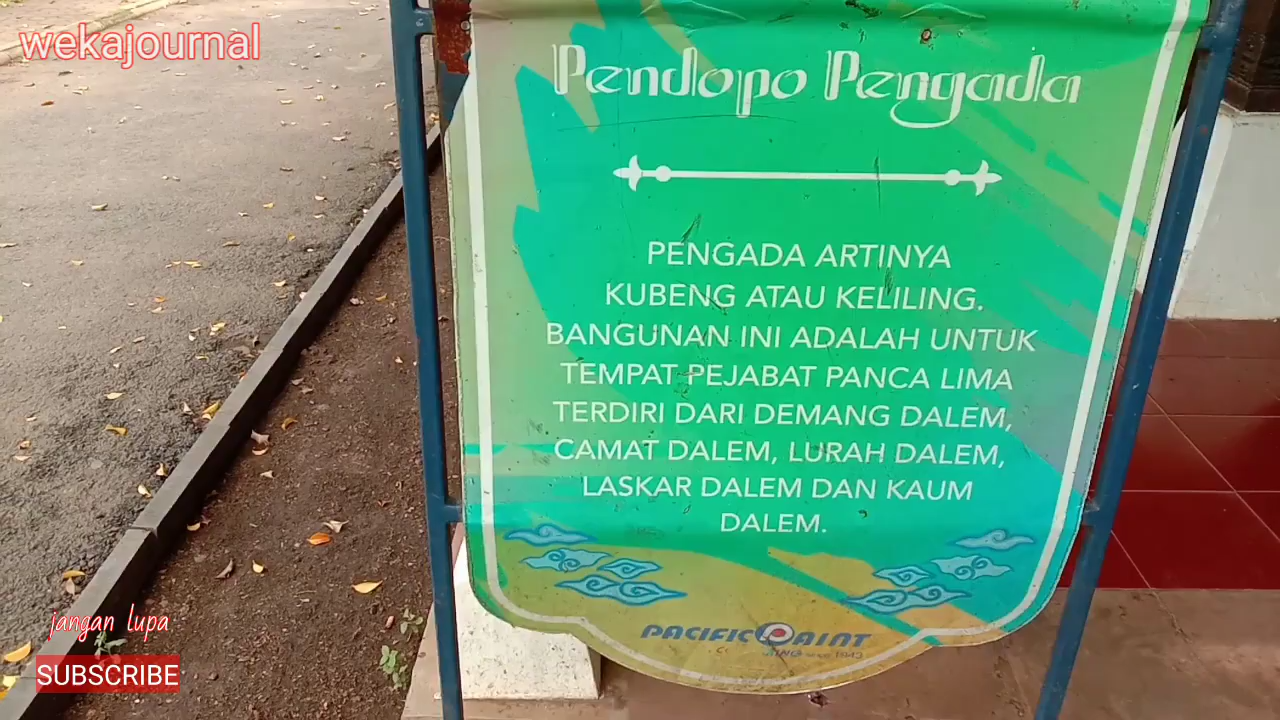 wekajournal
Pendopo Pengada
PENGADA ARTINYA
KUBENG ATAU KELILING.
BANGUNAN INI ADALAH UNTUK
TEMPAT PEJABAT PANCA LIMA
TERDIRI DARI DEMANG DALEM,
CAMAT DALEM, LURAH DALEM,
LASKAR DALEM DAN KAUM
DALEM.
PACIFIC PAINT
jangan lupa
SUBSCRIBE